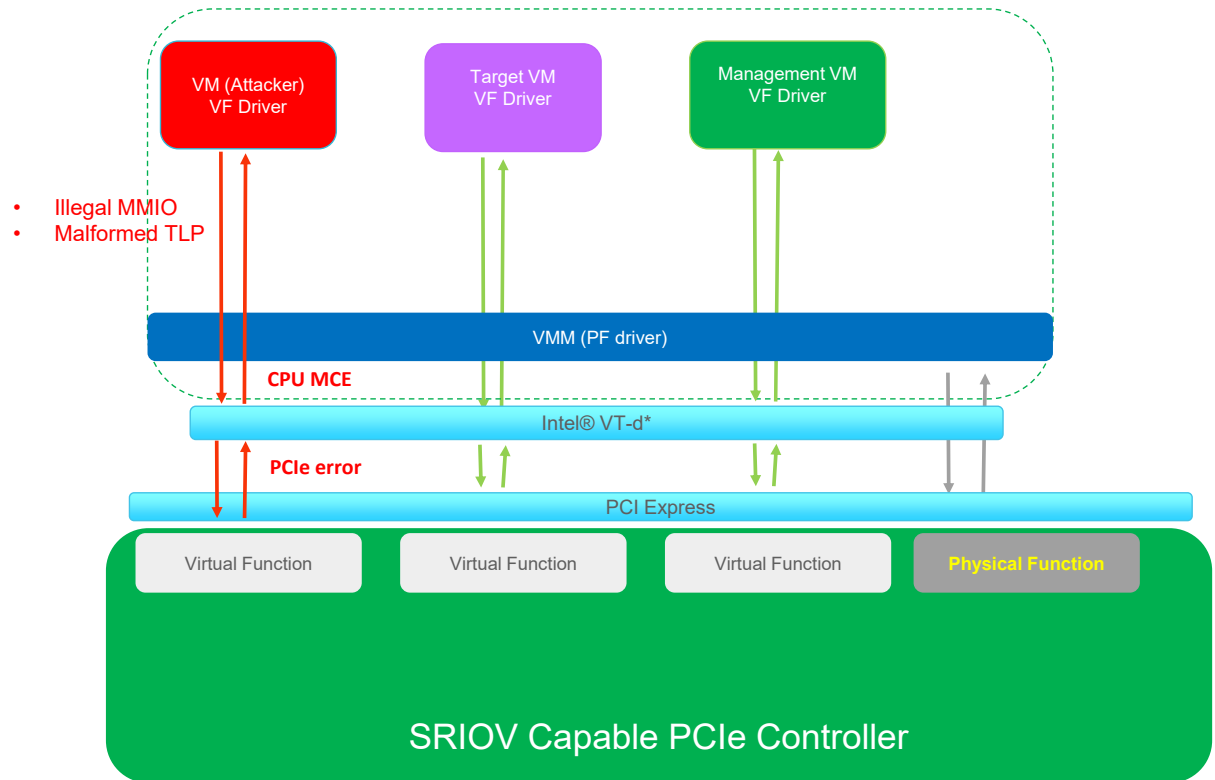 VM (Attacker)
VF Driver
Target VM
VF Driver
Management VM
VF Driver
• Illegal MMIO
• Malformed TLP
VMM (PF driver)
CPU MCE
Intel® VT-d*
PCIe error
PCI Express
Virtual Function
Virtual Function
Virtual Function
Physical Function
SRIOV Capable PCIe Controller